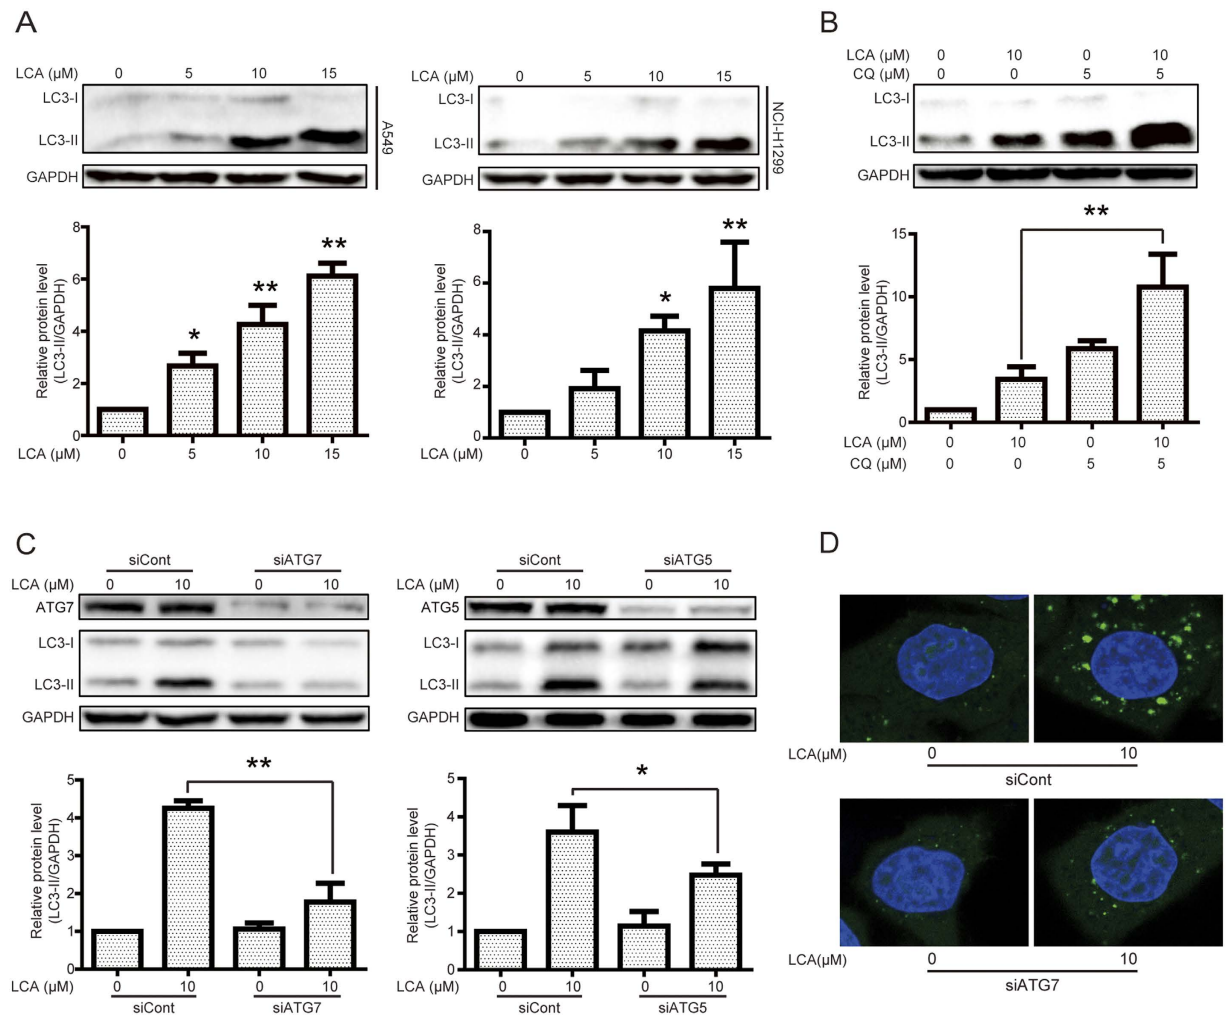 A
LCA (μM) 0 5 10 15
LC3-I
LC3-II
GAPDH
A549
LCA (μM) 0 5 10 15
LC3-I
LC3-II
GAPDH
NCI-H1299
Relative protein level
(LC3-II/GAPDH)
8
6
4
2
0
* ** **
LCA (μM) 0 5 10 15
Relative protein level
(LC3-II/GAPDH)
8
6
4
2
0
* **
LCA (μM) 0 5 10 15
B
LCA (μM) 0 10 0 10
CQ (μM) 0 0 5 5
LC3-I
LC3-II
GAPDH
**
Relative protein level
(LC3-II/GAPDH)
15
10
5
0
LCA (μM) 0 10 0 10
CQ (μM) 0 0 5 5
C
siCont siATG7
LCA (μM) 0 10 0 10
ATG7
LC3-I
LC3-II
GAPDH
siCont siATG5
LCA (μM) 0 10 0 10
ATG5
LC3-I
LC3-II
GAPDH
**
Relative protein level
(LC3-II/GAPDH)
5
4
3
2
1
0
LCA (μM) 0 10 0 10
siCont siATG7
*
Relative protein level
(LC3-II/GAPDH)
5
4
3
2
1
0
LCA (μM) 0 10 0 10
siCont siATG5
D
LCA(μM) 0 10
siCont
LCA(μM) 0 10
siATG7